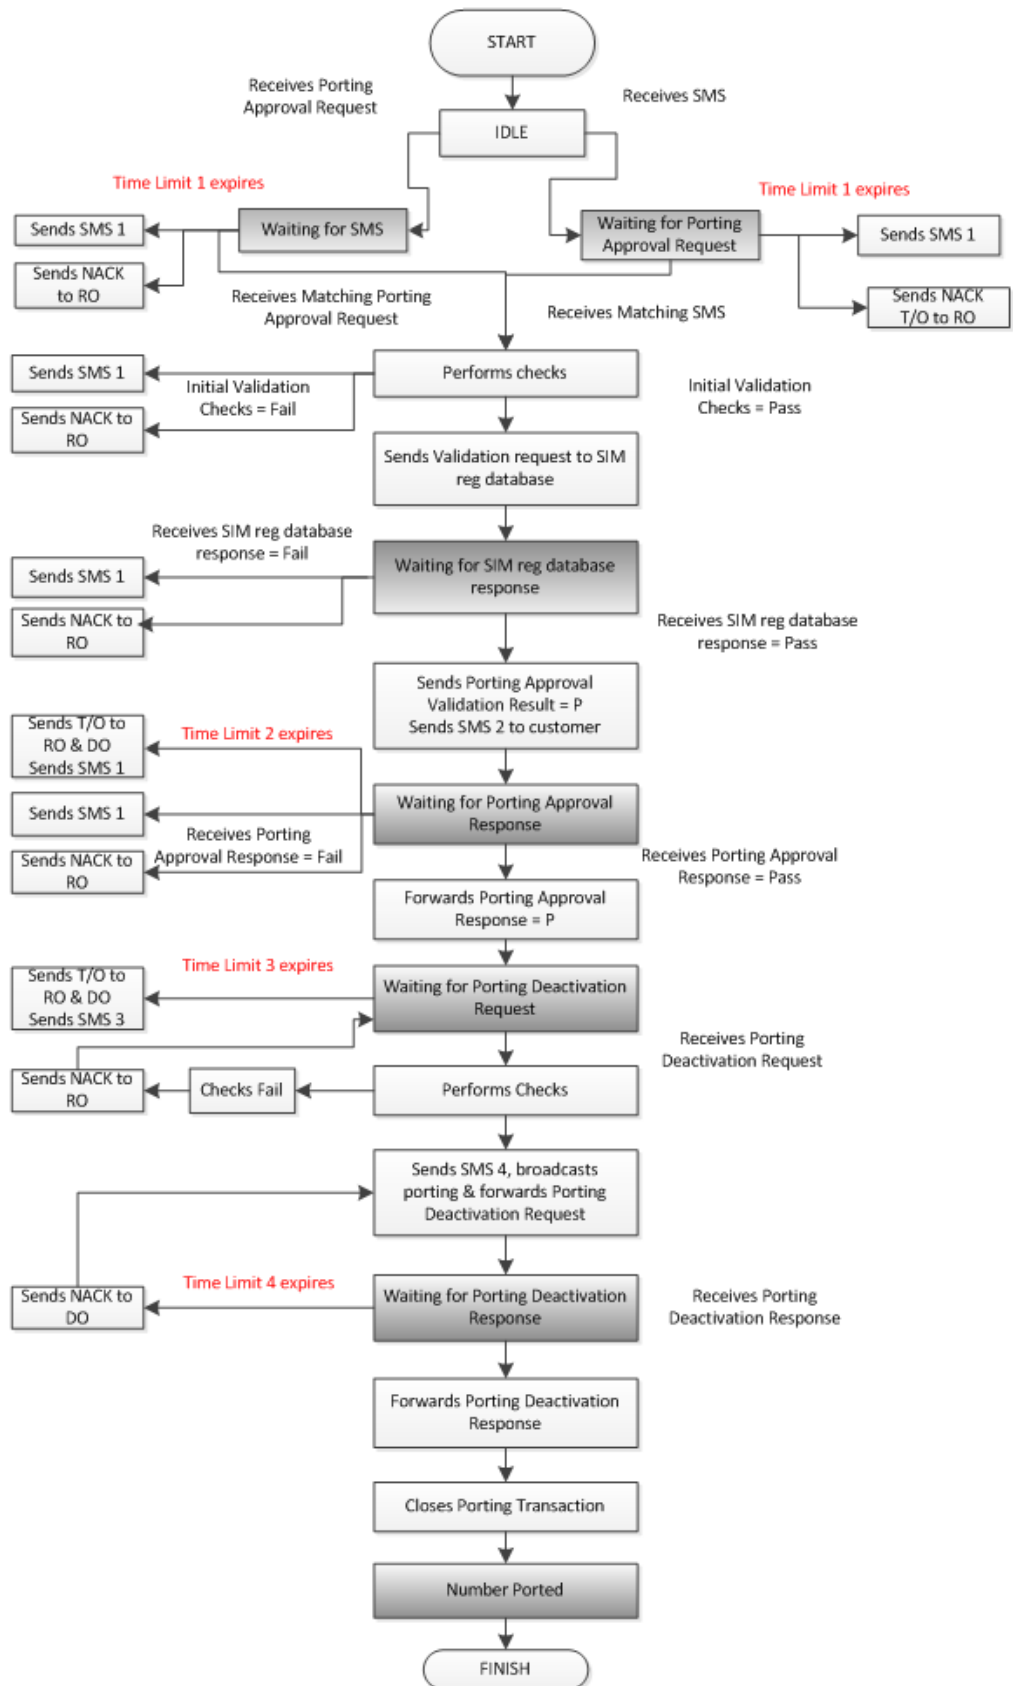 START
Receives Porting
Approval Request
Receives SMS
IDLE
Time Limit 1 expires
Time Limit 1 expires
Sends SMS 1
Waiting for SMS
Waiting for Porting
Approval Request
Sends SMS 1
Sends NACK
to RO
Receives Matching Porting
Approval Request
Receives Matching SMS
Sends NACK
T/O to RO
Sends SMS 1
Initial Validation
Checks = Fail
Performs checks
Initial Validation
Checks = Pass
Sends NACK to
RO
Sends Validation request to SIM
reg database
Receives SIM reg database
response = Fail
Sends SMS 1
Waiting for SIM reg database
response
Sends NACK to
RO
Receives SIM reg database
response = Pass
Sends Porting Approval
Validation Result = P
Sends SMS 2 to customer
Sends T/O to
RO & DO
Sends SMS 1
Time Limit 2 expires
Sends SMS 1
Waiting for Porting Approval
Response
Receives Porting
Approval Response = Fail
Sends NACK to
RO
Receives Porting Approval
Response = Pass
Forwards Porting Approval
Response = P
Sends T/O to
RO & DO
Sends SMS 3
Time Limit 3 expires
Waiting for Porting Deactivation
Request
Receives Porting
Deactivation Request
Sends NACK to
RO
Checks Fail
Performs Checks
Sends SMS 4, broadcasts
porting & forwards Porting
Deactivation Request
Time Limit 4 expires
Sends NACK to
DO
Waiting for Porting Deactivation
Response
Receives Porting
Deactivation Response
Forwards Porting Deactivation
Response
Closes Porting Transaction
Number Ported
FINISH